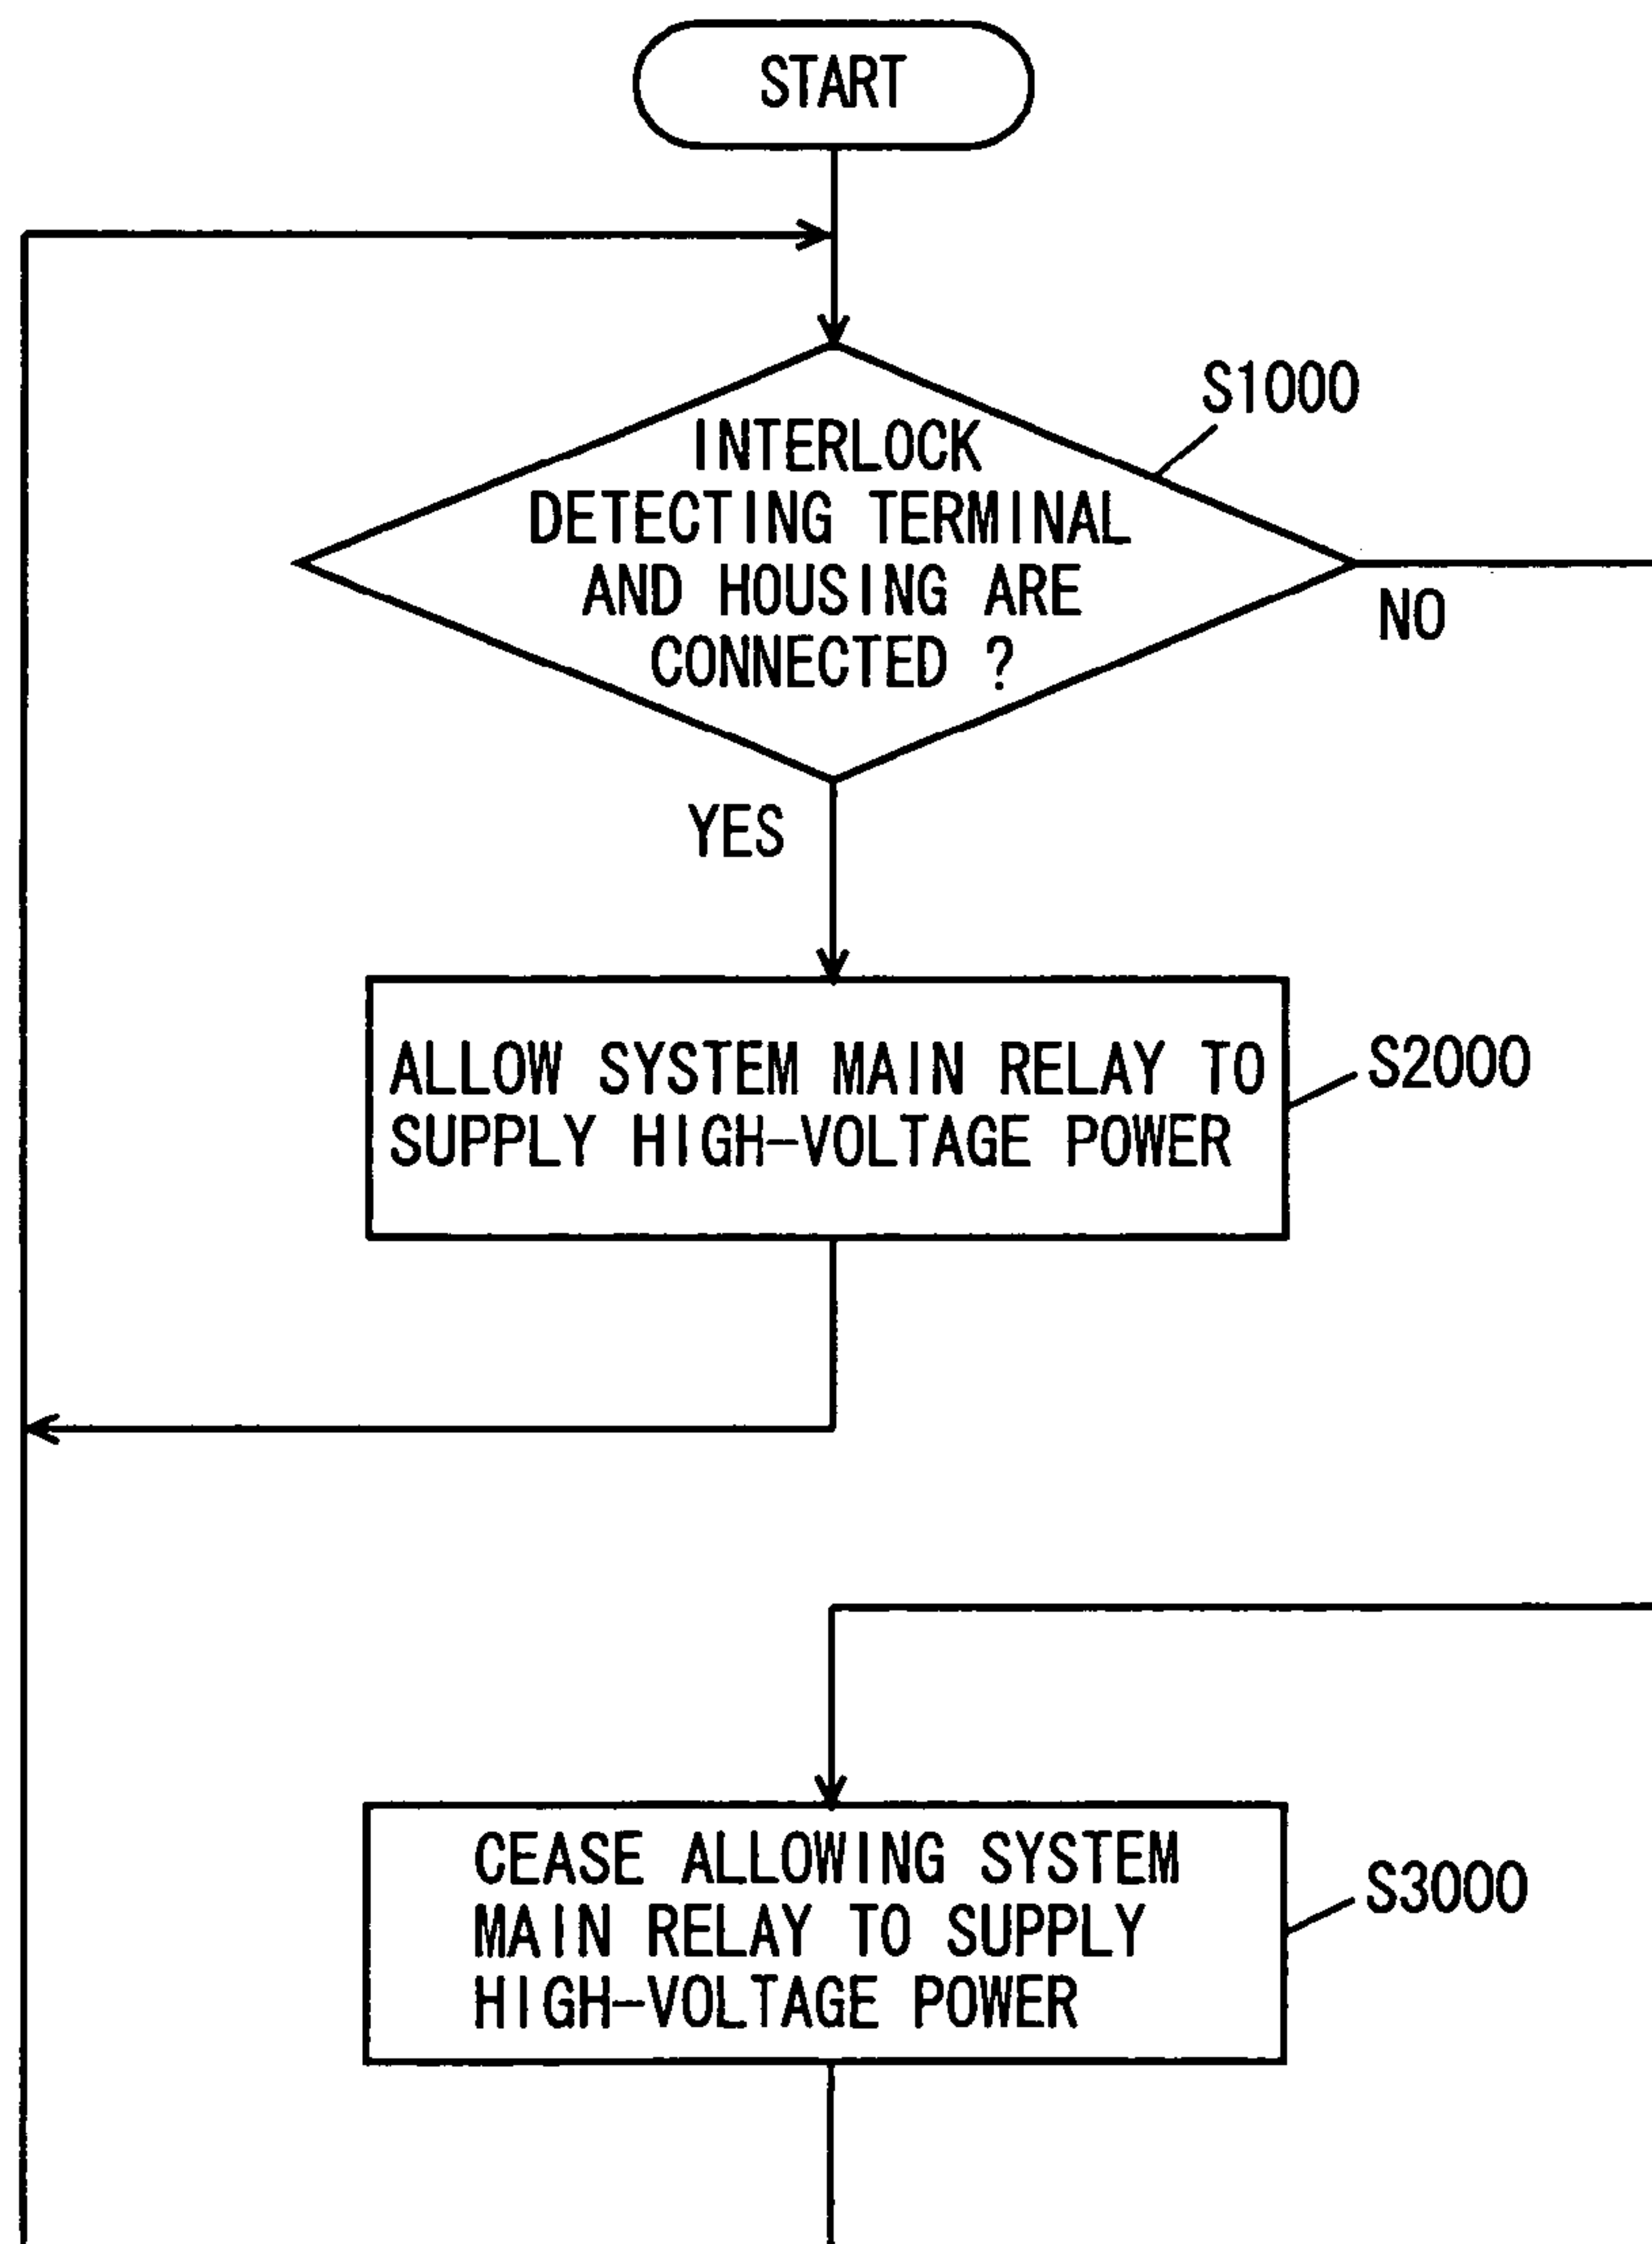 START
S1000
INTERLOCK
DETECTING TERMINAL
AND HOUSING ARE
CONNECTED ?
NO
YES
ALLOW SYSTEM MAIN RELAY TO
SUPPLY HIGH-VOLTAGE POWER
S2000
CEASE ALLOWING SYSTEM
MAIN RELAY TO SUPPLY
HIGH-VOLTAGE POWER
S3000